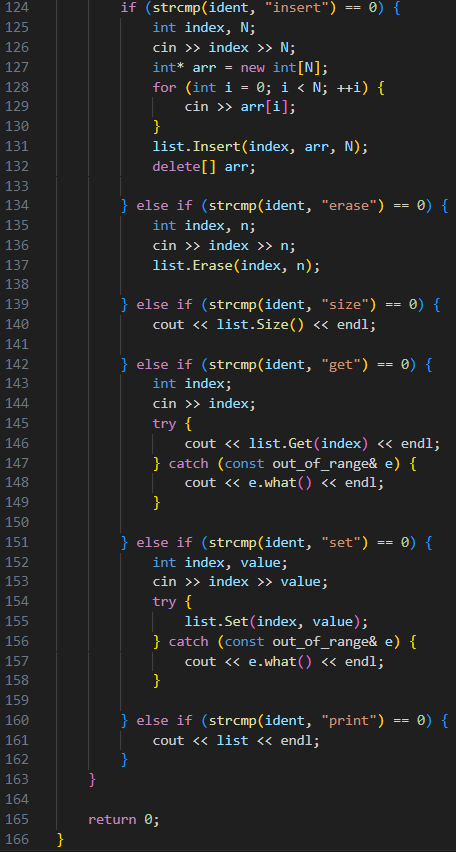 124 if (strcmp(ident, "insert") == 0) {
125 int index, N;
126 cin >> index >> N;
127 int* arr = new int[N];
128 for (int i = 0; i < N; ++i) {
129 cin >> arr[i];
130 }
131 list.Insert(index, arr, N);
132 delete[] arr;
133
134 } else if (strcmp(ident, "erase") == 0) {
135 int index, n;
136 cin >> index >> n;
137 list.Erase(index, n);
138
139 } else if (strcmp(ident, "size") == 0) {
140 cout << list.Size() << endl;
141
142 } else if (strcmp(ident, "get") == 0) {
143 int index;
144 cin >> index;
145 try {
146 cout << list.Get(index) << endl;
147 } catch (const out_of_range& e) {
148 cout << e.what() << endl;
149 }
150
151 } else if (strcmp(ident, "set") == 0) {
152 int index, value;
153 cin >> index >> value;
154 try {
155 list.Set(index, value);
156 } catch (const out_of_range& e) {
157 cout << e.what() << endl;
158 }
159
160 } else if (strcmp(ident, "print") == 0) {
161 cout << list << endl;
162 }
163 }
164
165 return 0;
166 }